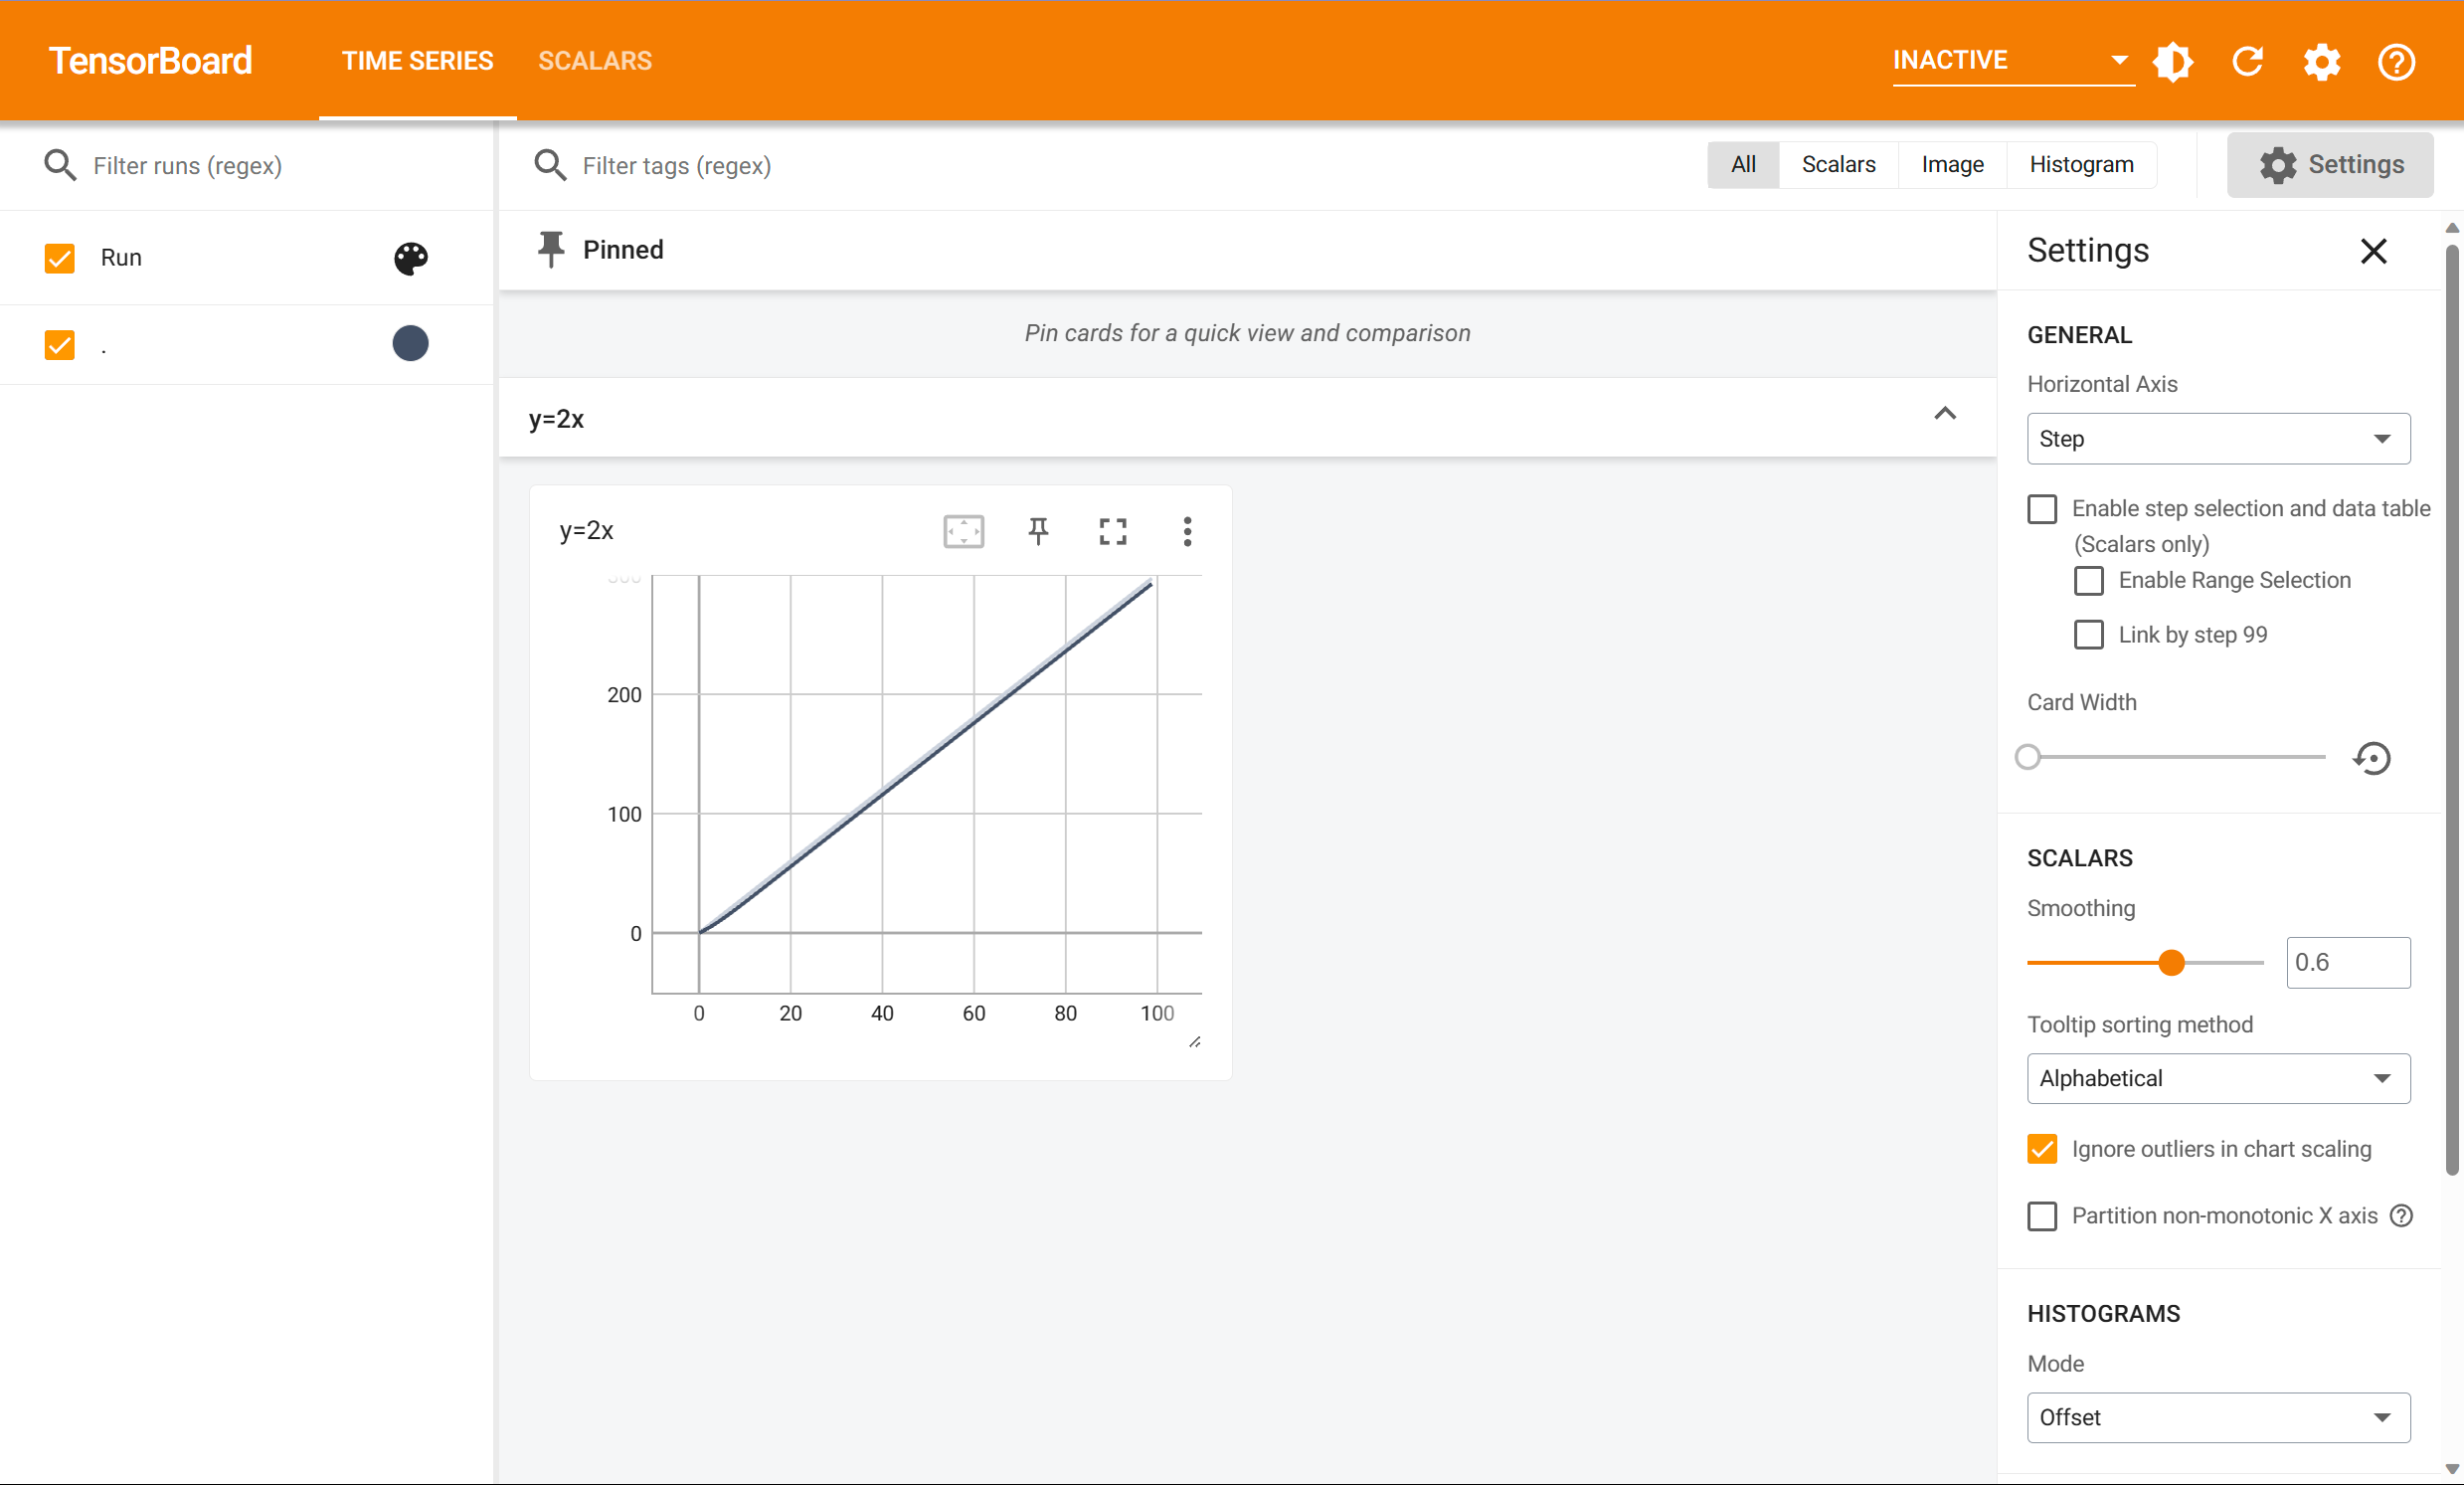 TensorBoard
TIME SERIES
SCALARS
INACTIVE
Filter runs (regex)
Filter tags (regex)
All
Scalars
Image
Histogram
Settings
Run
.
Pinned
Pin cards for a quick view and comparison
y=2x
y=2x
200
100
0
0 20 40 60 80 100
Settings
GENERAL
Horizontal Axis
Step
Enable step selection and data table
(Scalars only)
Enable Range Selection
Link by step 99
Card Width
SCALARS
Smoothing
0.6
Tooltip sorting method
Alphabetical
Ignore outliers in chart scaling
Partition non-monotonic X axis
HISTOGRAMS
Mode
Offset